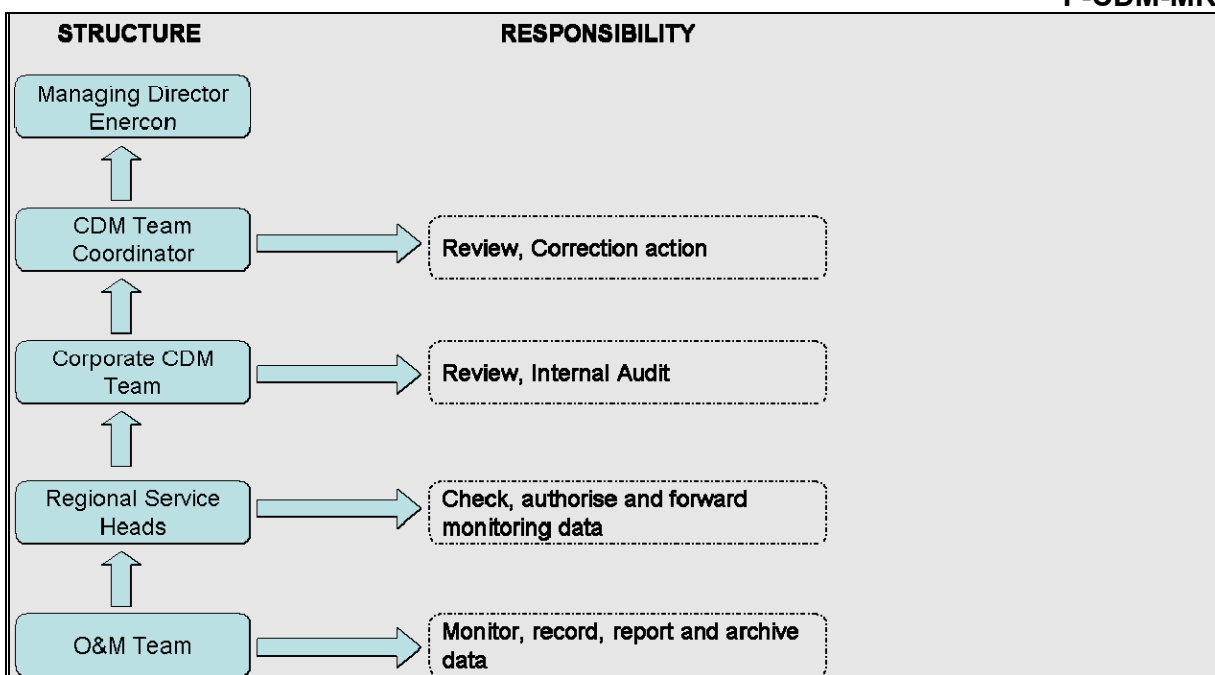 STRUCTURE RESPONSIBILITY
Managing Director
Enercon
CDM Team
Coordinator
Review, Correction action
Corporate CDM
Team
Review, Internal Audit
Regional Service
Heads
Check, authorise and forward
monitoring data
O&M Team
Monitor, record, report and archive
data